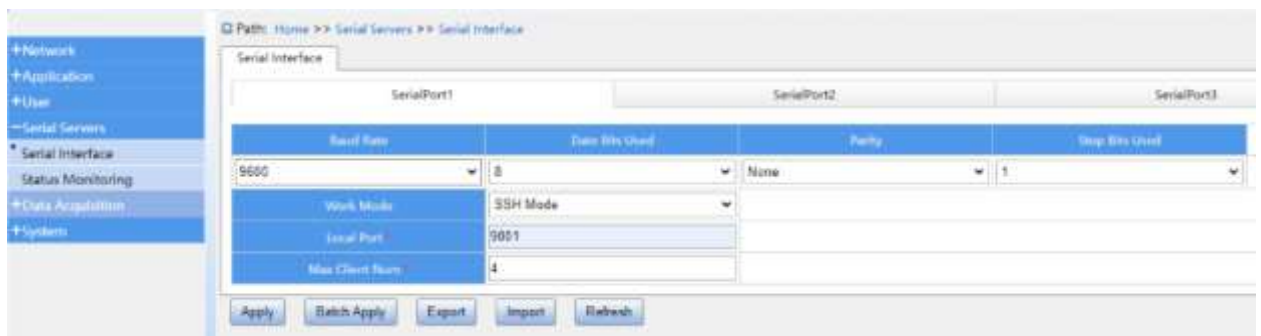 Path: Home >> Serial Servers >> Serial Interface
+Network
+Application
+User
−Serial Servers
Serial Interface
Status Monitoring
+Data Acquisition
+System
Serial Interface
SerialPort1 SerialPort2 SerialPort3
Baud Rate Date Bits Used Parity Stop Bits Used
9600 8 None 1
Work Mode SSH Mode
Local Port 9001
Max Client Num 4
Apply Batch Apply Export Import Refresh